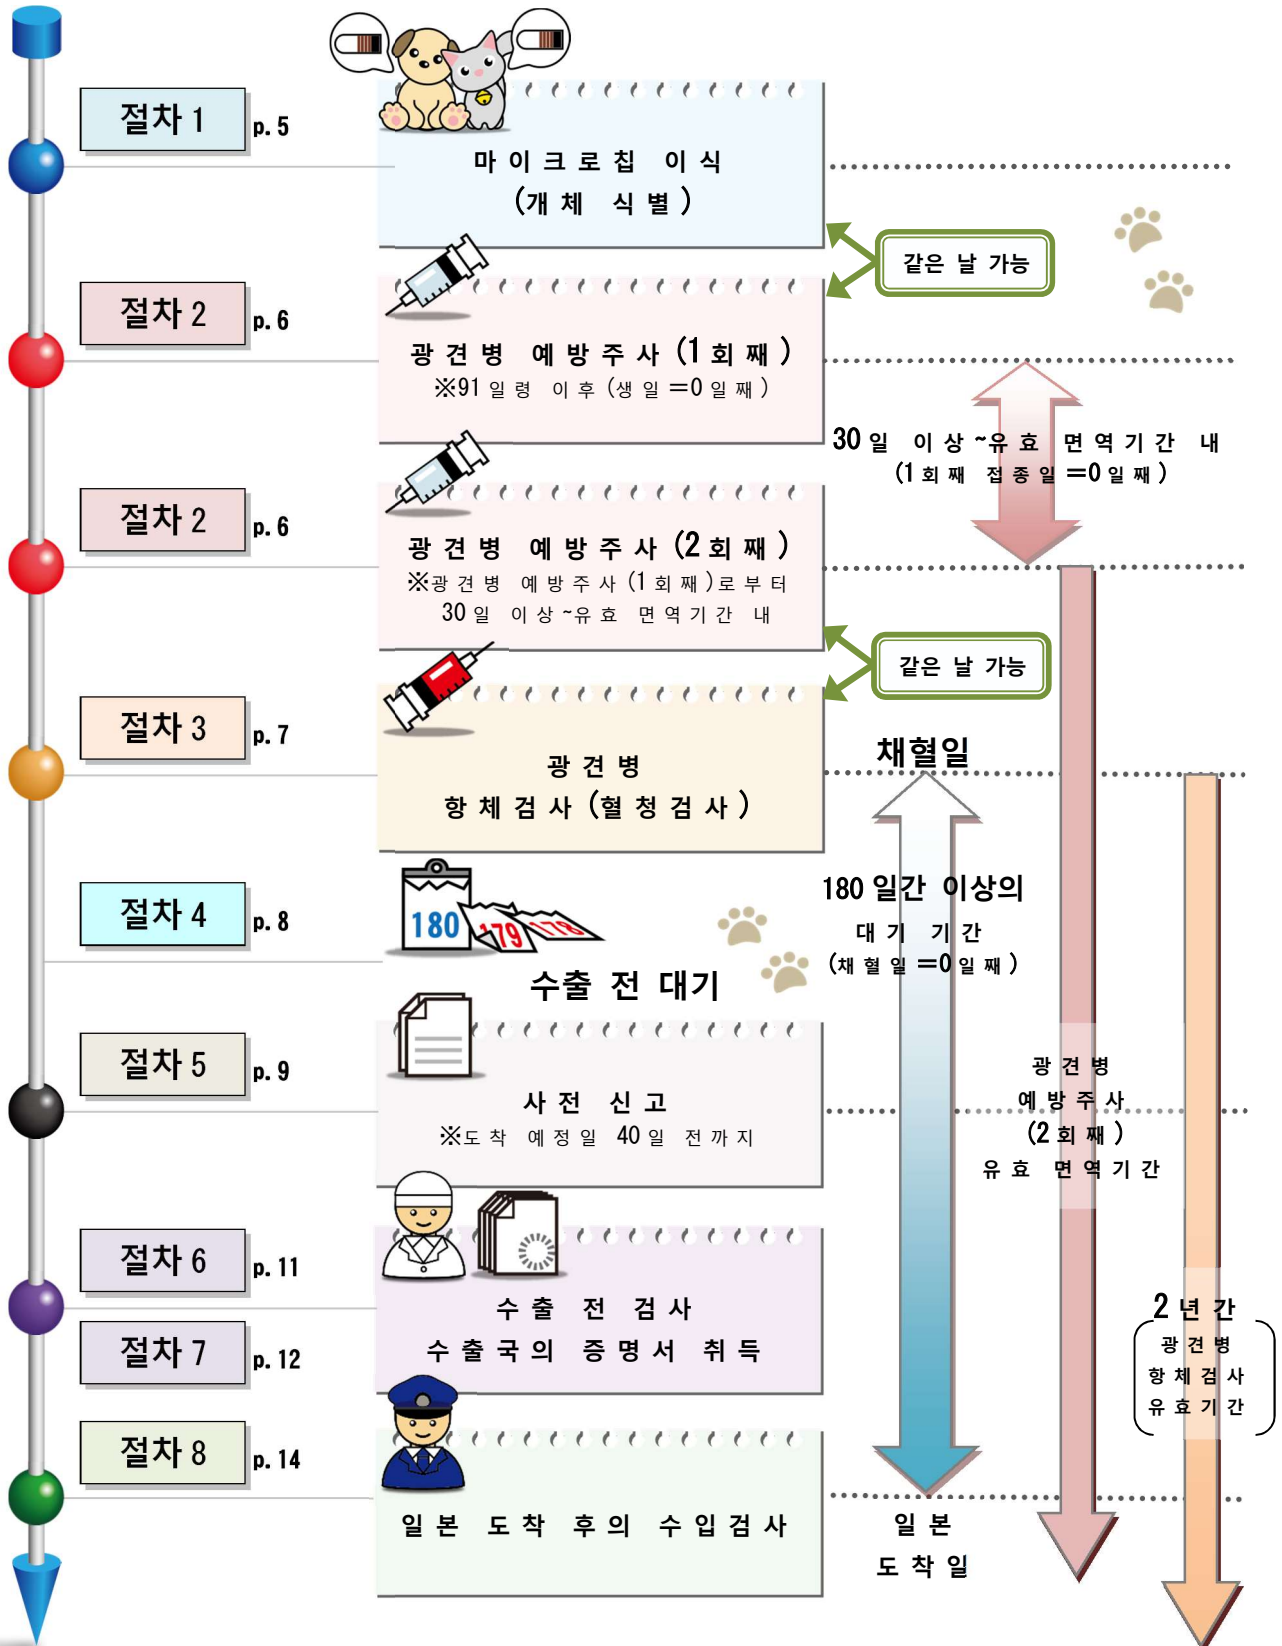 절차 1
p. 5
마이크로칩 이식
(개체 식별)
같은 날 가능
절차 2
p. 6
광견병 예방주사 (1회째)
※91일령 이후 (생일=0일째)
30일 이상~유효 면역기간 내
(1회째 접종일=0일째)
절차 2
p. 6
광견병 예방주사 (2회째)
※광견병 예방주사 (1회째)로부터
30일 이상~유효 면역기간 내
같은 날 가능
절차 3
p. 7
광견병
항체검사 (혈청검사)
채혈일
절차 4
p. 8
180
179
178
수출 전 대기
180일간 이상의
대기 기간
(채혈일=0일째)
절차 5
p. 9
사전 신고
※도착 예정일 40일 전까지
광견병
예방주사
(2회째)
유효 면역기간
절차 6
p. 11
수출 전 검사
수출국의 증명서 취득
절차 7
p. 12
2년간
광견병
항체검사
유효기간
절차 8
p. 14
일본 도착 후의 수입검사
일본
도착일